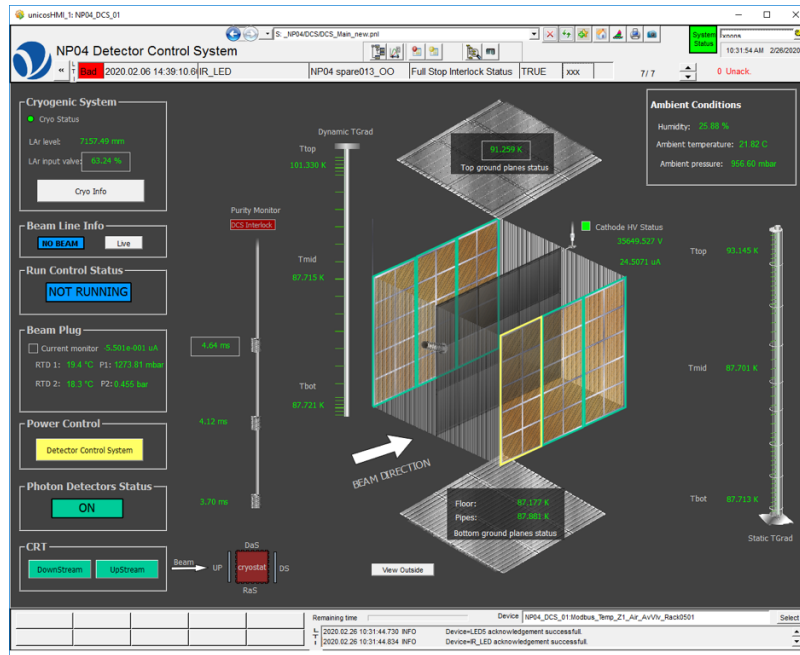 unicosHMI_1: NP04_DCS_01
S: _NP04/DCS/DCS_Main_new.pnl
NP04 Detector Control System
System Status
10:31:54 AM 2/26/2020
Bad 2020.02.06 14:39:10.6 IR_LED NP04 spare013_OO Full Stop Interlock Status TRUE xxx 7/ 7 0 Unack.
Cryogenic System
Cryo Status
LAr level: 7157.49 mm
LAr input valve: 63.24 %
Cryo Info
Beam Line Info
NO BEAM Live
Run Control Status
NOT RUNNING
Beam Plug
Current monitor -5.501e-001 uA
RTD 1: 19.4 °C P1: 1273.81 mbar
RTD 2: 18.3 °C P2: 0.455 bar
Power Control
Detector Control System
Photon Detectors Status
ON
CRT
DownStream UpStream
Beam
UP
DaS
cryostat
RaS
DS
Purity Monitor
DCS Interlock
4.64 ms
4.12 ms
3.70 ms
Dynamic TGrad
Ttop
101.330 K
Tmid
87.715 K
Tbot
87.721 K
91.259 K
Top ground planes status
Cathode HV Status
35649.527 V
24.5071 uA
BEAM DIRECTION
Floor: 87.177 K
Pipes: 87.881 K
Bottom ground planes status
View Outside
Ambient Conditions
Humidity: 25.88 %
Ambient temperature: 21.82 C
Ambient pressure: 956.60 mbar
Ttop 93.145 K
Tmid 87.701 K
Tbot 87.713 K
Static TGrad
Remaining time
Device NP04_DCS_01:Modbus_Temp_Z1_Air_AvVlv_Rack0501 Select
2020.02.26 10:31:44.730 INFO Device=LED5 acknowledgement successfull.
2020.02.26 10:31:44.834 INFO Device=IR_LED acknowledgement successfull.